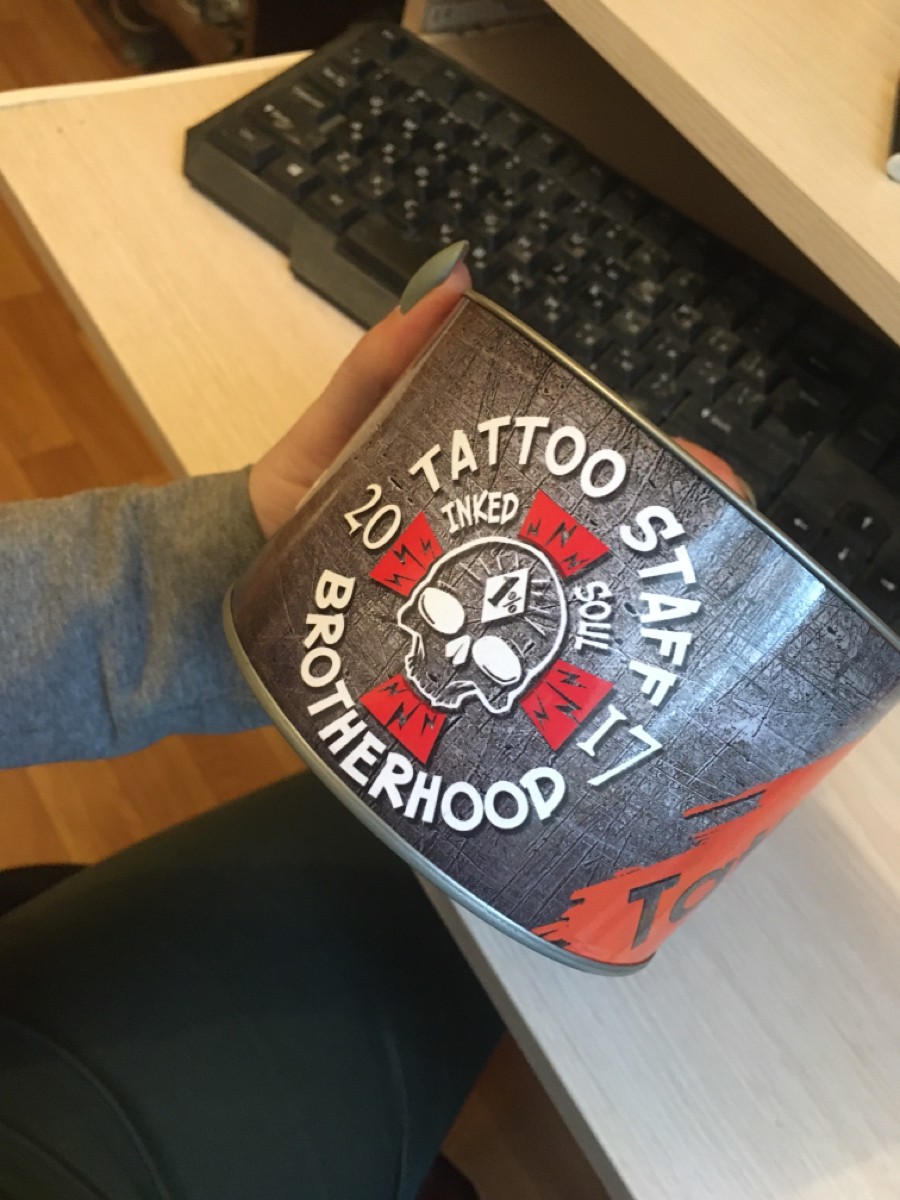 TATTOO STAFF
20
INKED
SOUL
17
BROTHERHOOD